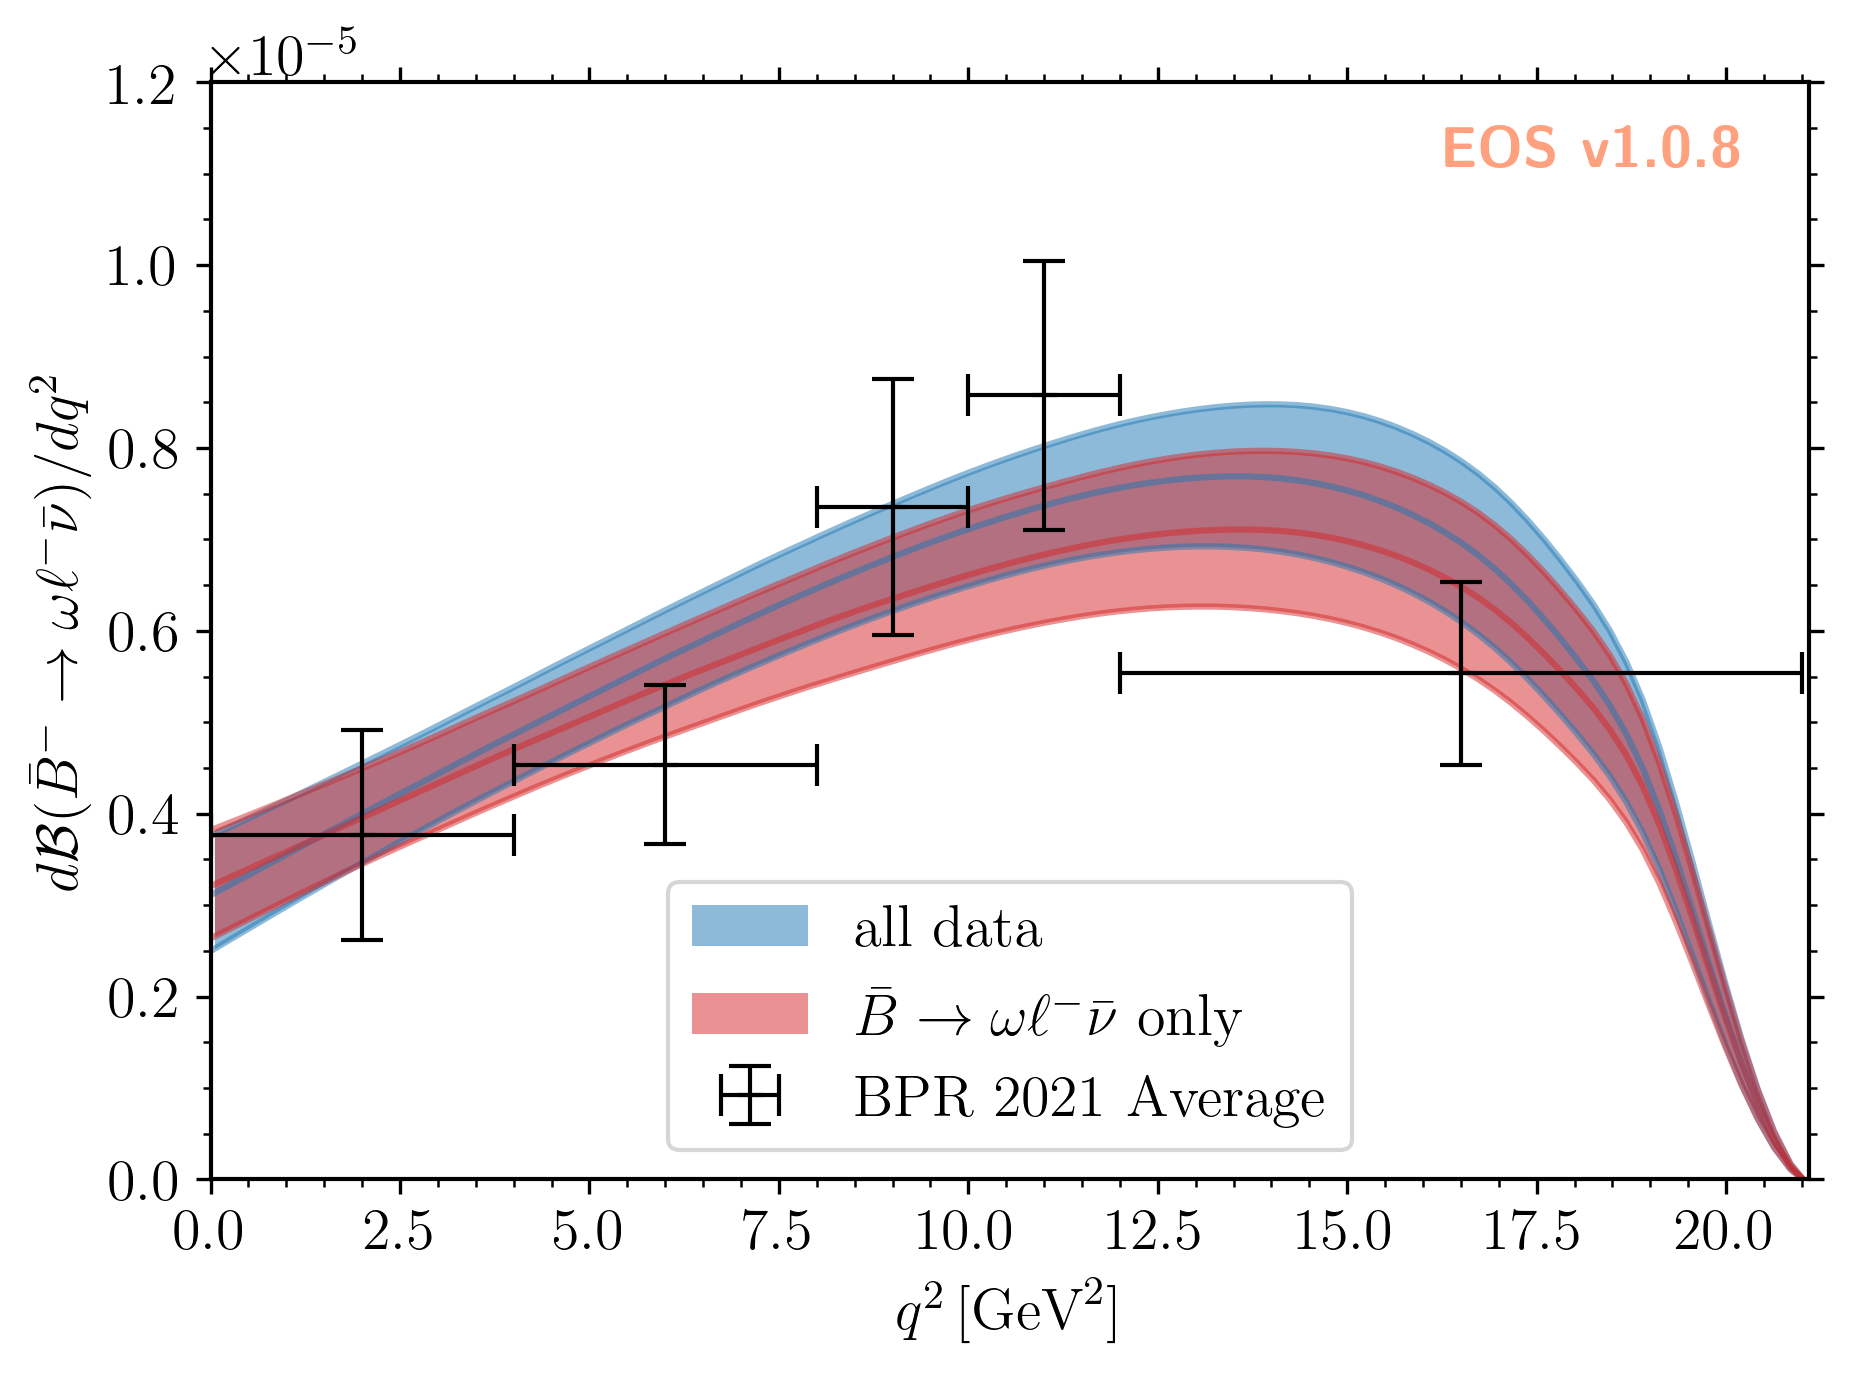 ×10⁻⁵
EOS v1.0.8
1.2
1.0
0.8
0.6
0.4
0.2
0.0
dℬ(B̄⁻ → ωℓ⁻ν̄)/dq²
all data
B̄ → ωℓ⁻ν̄ only
BPR 2021 Average
0.0 2.5 5.0 7.5 10.0 12.5 15.0 17.5 20.0
q² [GeV²]